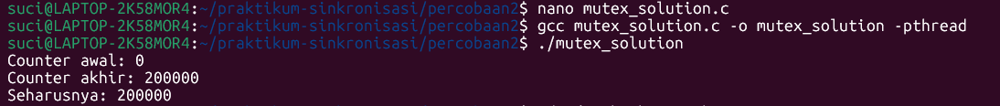 suci@LAPTOP-2K58MOR4:~/praktikum-sinkronisasi/percobaan2$ nano mutex_solution.c
suci@LAPTOP-2K58MOR4:~/praktikum-sinkronisasi/percobaan2$ gcc mutex_solution.c -o mutex_solution -pthread
suci@LAPTOP-2K58MOR4:~/praktikum-sinkronisasi/percobaan2$ ./mutex_solution
Counter awal: 0
Counter akhir: 200000
Seharusnya: 200000